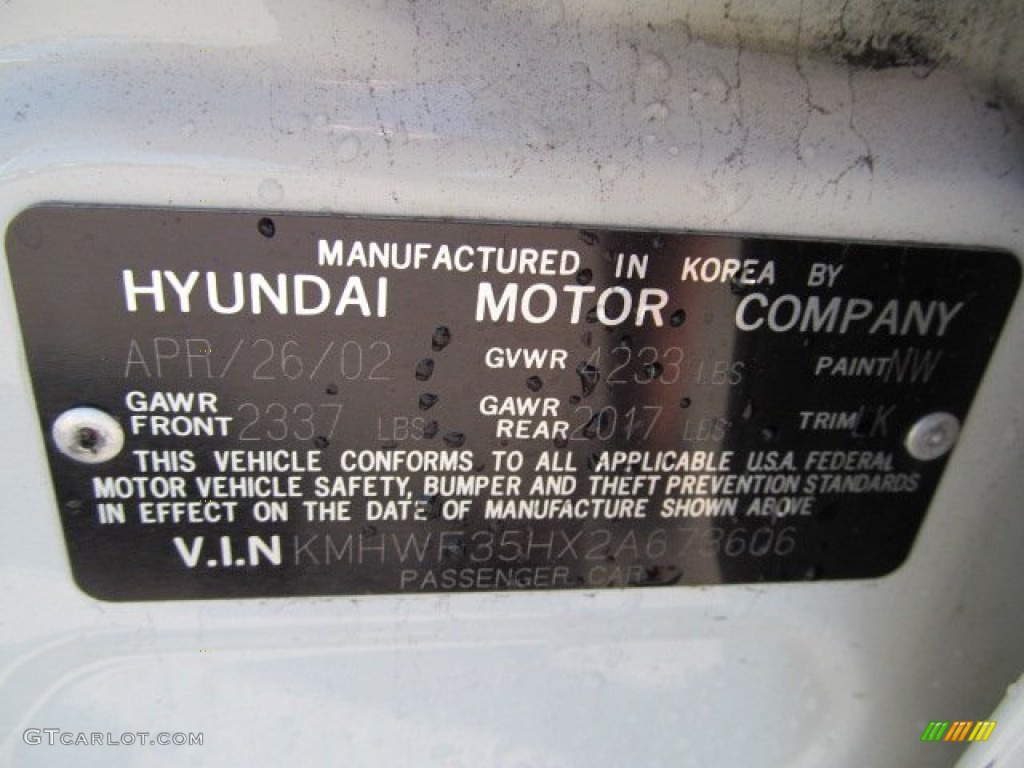 MANUFACTURED IN KOREA BY
HYUNDAI MOTOR COMPANY
APR/26/02 GVWR 4233 LBS PAINT NW
GAWR FRONT 2337 LBS GAWR REAR 2017 LBS TRIM LK
THIS VEHICLE CONFORMS TO ALL APPLICABLE U.S.A. FEDERAL
MOTOR VEHICLE SAFETY, BUMPER AND THEFT PREVENTION STANDARDS
IN EFFECT ON THE DATE OF MANUFACTURE SHOWN ABOVE
V.I.N KMHWF35HX2A673606
PASSENGER CAR
GTCARLOT.COM